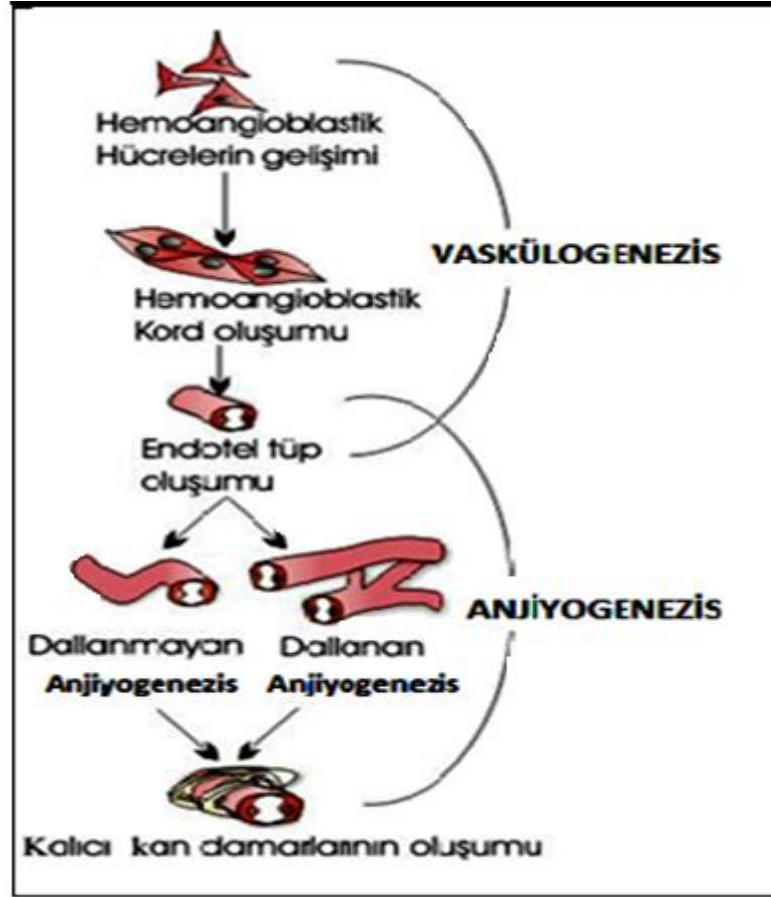 Hemoangioblastik
Hücrelerin gelişimi
VASKÜLOGENEZİS
Hemoangioblastik
Kord oluşumu
Endotel tüp
oluşumu
Dallanmayan
Anjiyogenezis
Dallanan
Anjiyogenezis
ANJİYOGENEZİS
Kalıcı kan damarlarının oluşumu